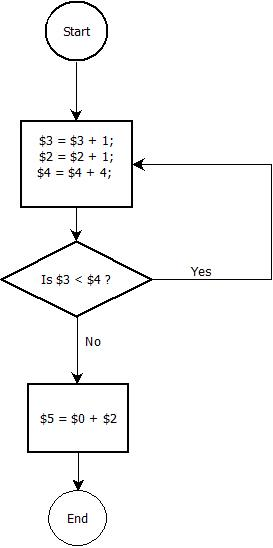 Start
$3 = $3 + 1;
$2 = $2 + 1;
$4 = $4 + 4;
Is $3 < $4 ?
Yes
No
$5 = $0 + $2
End